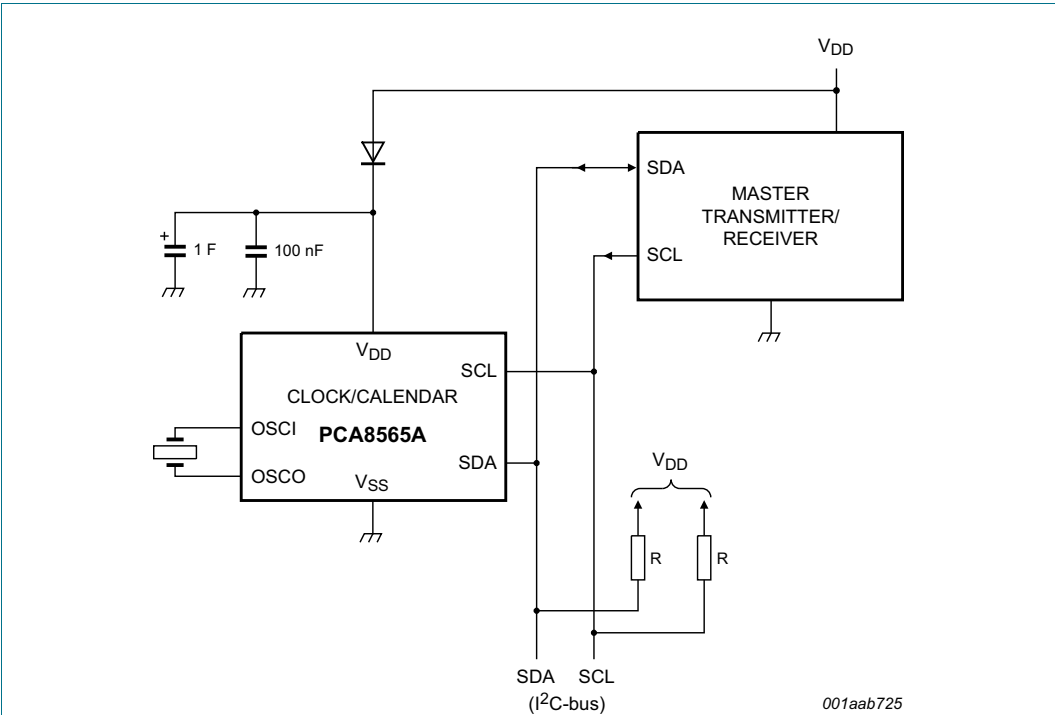 VDD
SDA
MASTER
TRANSMITTER/
RECEIVER
SCL
+
1 F
100 nF
VDD
SCL
CLOCK/CALENDAR
OSCI
PCA8565A
SDA
OSCO
VSS
VDD
R
R
SDA
SCL
(I2C-bus)
001aab725